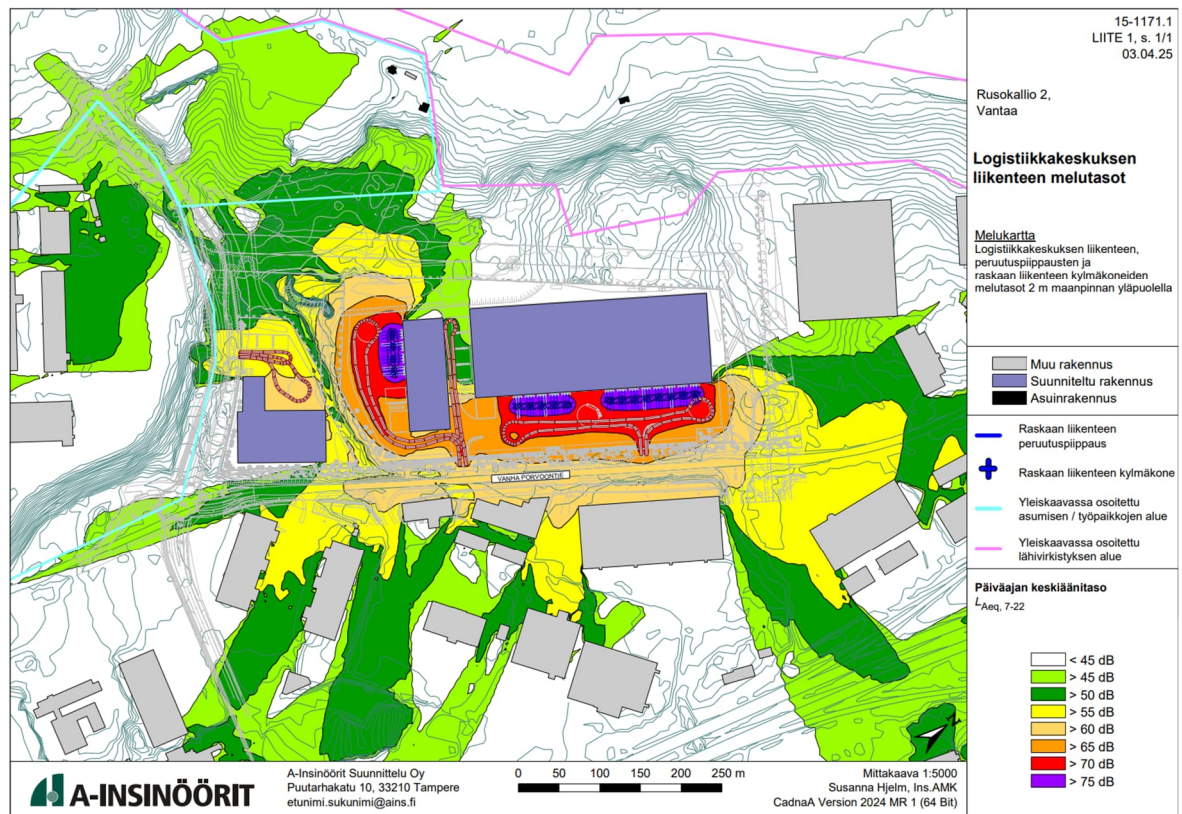 15-1171.1
LIITE 1, s. 1/1
03.04.25
Rusokallio 2,
Vantaa
Logistiikkakeskuksen
liikenteen melutasot
Melukartta
Logistiikkakeskuksen liikenteen,
peruutuspiippausten ja
raskaan liikenteen kylmäkoneiden
melutasot 2 m maanpinnan yläpuolella
Muu rakennus
Suunniteltu rakennus
Asuinrakennus
Raskaan liikenteen
peruutuspiippaus
Raskaan liikenteen kylmäkone
Yleiskaavassa osoitettu
asumisen / työpaikkojen alue
Yleiskaavassa osoitettu
lähivirkistyksen alue
Päiväajan keskiäänitaso
LAeq, 7-22
< 45 dB
> 45 dB
> 50 dB
> 55 dB
> 60 dB
> 65 dB
> 70 dB
> 75 dB
VANHA PORVOONTIE
N
A-INSINÖÖRIT
A-Insinöörit Suunnittelu Oy
Puutarhakatu 10, 33210 Tampere
etunimi.sukunimi@ains.fi
0 50 100 150 200 250 m
Mittakaava 1:5000
Susanna Hjelm, Ins.AMK
CadnaA Version 2024 MR 1 (64 Bit)